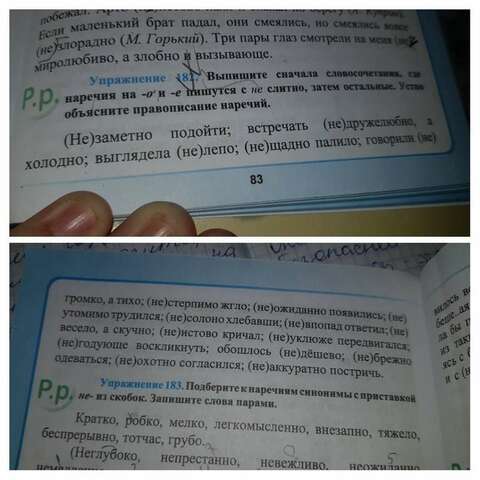 Если маленький брат падал, они смеялись, но смеялись вовсе
(не)злорадно (М. Горький). Три пары глаз смотрели на меня (не)
миролюбиво, а злобно и вызывающе.
Упражнение 182. Выпишите сначала словосочетания, где
наречия на -о и -е пишутся с не слитно, затем остальные. Устно
объясните правописание наречий.
Р.р.
(Не)заметно подойти; встречать (не)дружелюбно, а
холодно; выглядела (не)лепо; (не)щадно палило; говорили (не)
83
громко, а тихо; (не)стерпимо жгло; (не)ожиданно появились; (не)
утомимо трудился; (не)солоно хлебавши; (не)впопад ответил; (не)
весело, а скучно; (не)истово кричал; (не)уклюже передвигался;
(не)годующе воскликнуть; обошлось (не)дёшево; (не)брежно
одеваться; (не)охотно согласился; (не)аккуратно постричь.
Р.р.
Упражнение 183. Подберите к наречиям синонимы с приставкой
не- из скобок. Запишите слова парами.
Кратко, робко, мелко, легкомысленно, внезапно, тяжело,
беспрерывно, тотчас, грубо.
(Неглубоко, непрестанно, невежливо, неожиданно